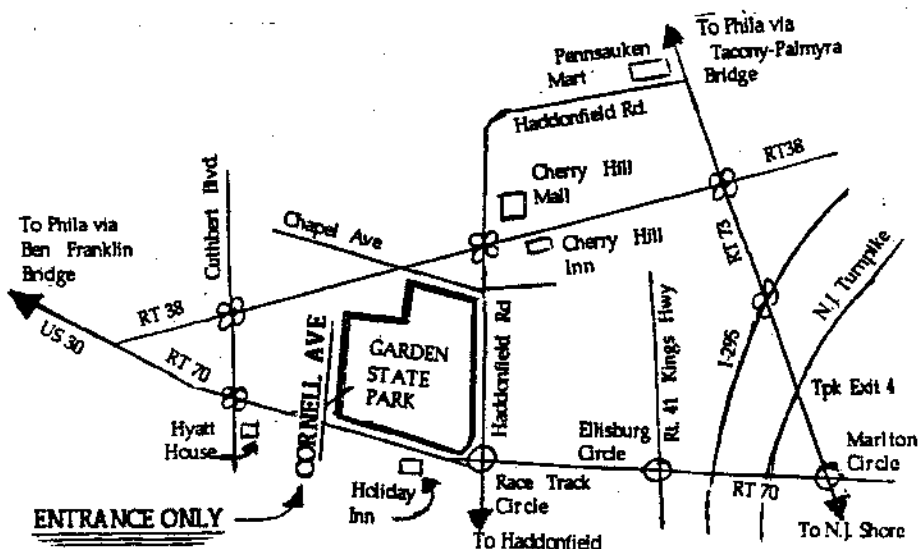 To Phila via
Tacony-Palmyra
Bridge
Pennsauken
Mart
Haddonfield Rd.
RT38
Cherry Hill
Mall
Cuthbert Blvd.
Chapel Ave
To Phila via
Ben Franklin
Bridge
Cherry Hill
Inn
RT 73
N.J. Turnpike
RT 38
US 30
RT 70
CORNELL AVE
GARDEN
STATE
PARK
Haddonfield Rd
Rt. 41 Kings Hwy
I-295
Tpk Exit 4
Hyatt
House
Ellisburg
Circle
Marlton
Circle
Holiday
Inn
Race Track
Circle
RT 70
ENTRANCE ONLY
To Haddonfield
To N.J. Shore